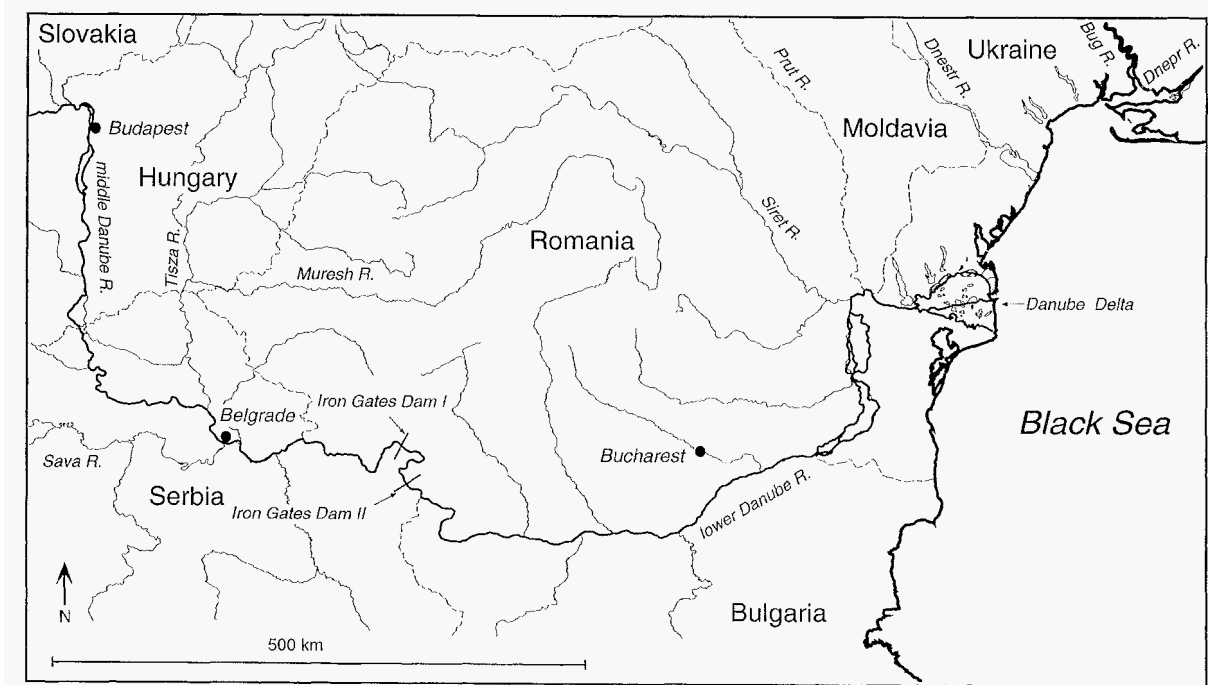 Slovakia
Ukraine
Bug R.
Dnepr R.
Prut R.
Dnestr R.
Budapest
Moldavia
middle Danube R.
Hungary
Tisza R.
Siret R.
Romania
Muresh R.
Danube Delta
Iron Gates Dam I
Belgrade
Black Sea
Bucharest
Sava R.
Serbia
Iron Gates Dam II
lower Danube R.
N
Bulgaria
500 km